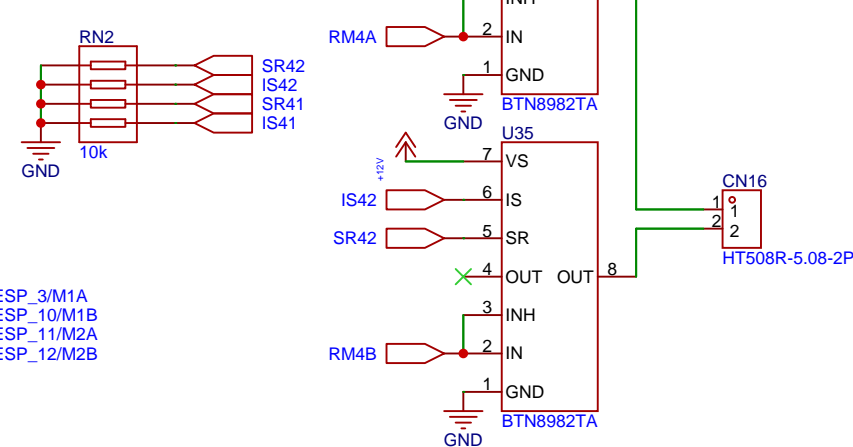 INH
RM4A
2
IN
1
GND
GND
BTN8982TA
RN2
SR42
IS42
SR41
IS41
10k
GND
U35
+12V
7
VS
IS42
6
IS
SR42
5
SR
4
OUT
OUT
8
3
INH
RM4B
2
IN
1
GND
GND
BTN8982TA
CN16
1
1
2
2
HT508R-5.08-2P
ESP_3/M1A
ESP_10/M1B
ESP_11/M2A
ESP_12/M2B